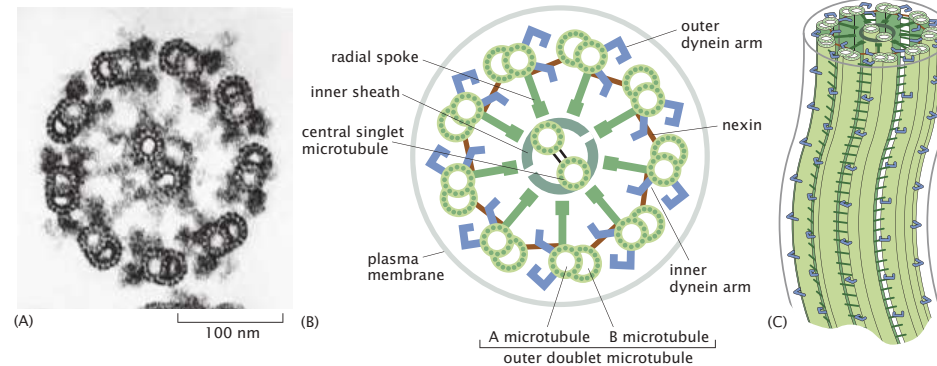 (A)
100 nm
(B)
radial spoke
inner sheath
central singlet
microtubule
plasma
membrane
outer
dynein arm
nexin
inner
dynein arm
A microtubule
B microtubule
outer doublet microtubule
(C)